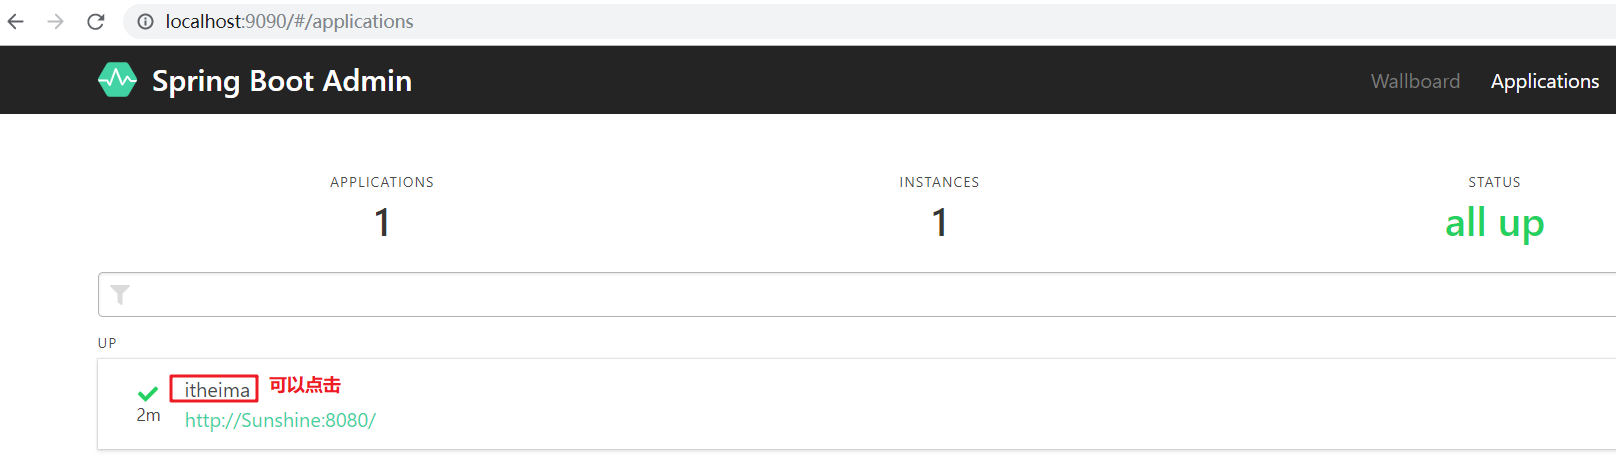 localhost:9090/#/applications
Spring Boot Admin
Wallboard
Applications
APPLICATIONS
INSTANCES
STATUS
1
1
all up
UP
itheima
可以点击
2m
http://Sunshine:8080/